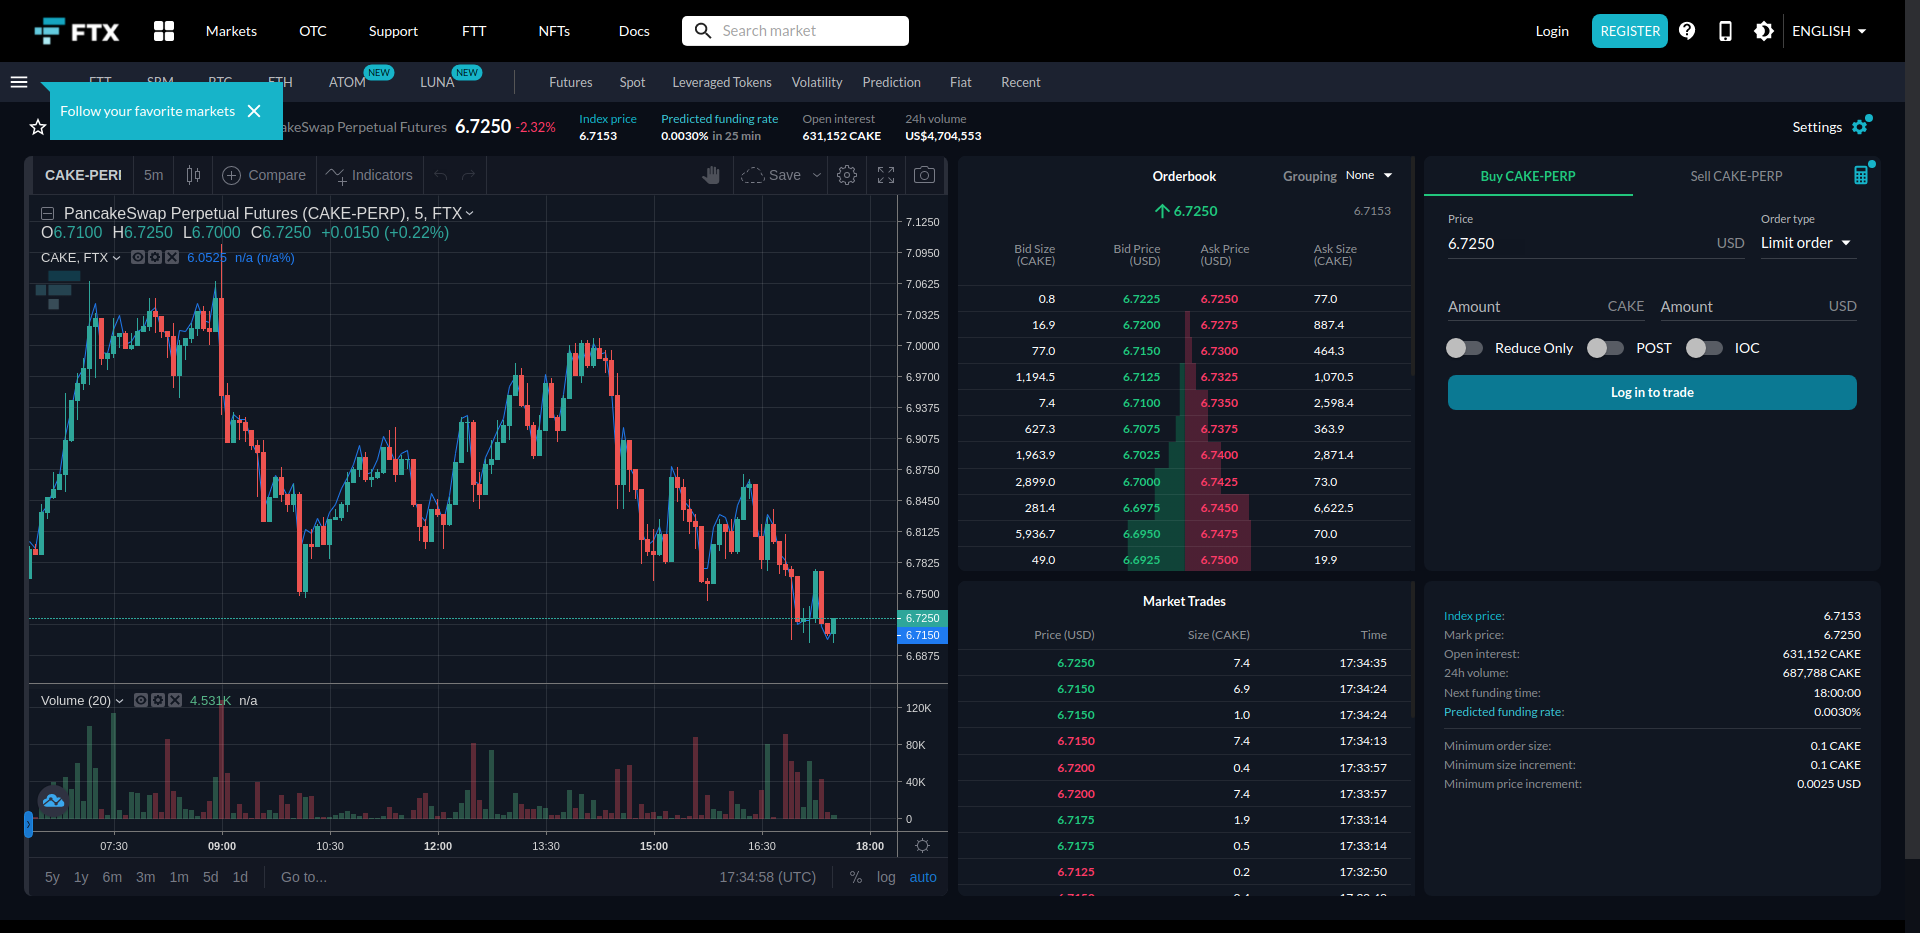 FTX
Markets OTC Support FTT NFTs Docs
Search market
Login REGISTER ENGLISH
ATOM NEW LUNA NEW Futures Spot Leveraged Tokens Volatility Prediction Fiat Recent
Follow your favorite markets
akeSwap Perpetual Futures 6.7250 -2.32%
Index price
6.7153
Predicted funding rate
0.0030% in 25 min
Open interest
631,152 CAKE
24h volume
US$4,704,553
Settings
CAKE-PERI 5m Compare Indicators Save
PancakeSwap Perpetual Futures (CAKE-PERP), 5, FTX
O6.7100 H6.7250 L6.7000 C6.7250 +0.0150 (+0.22%)
CAKE, FTX 6.0525 n/a (n/a%)
7.1250
7.0950
7.0625
7.0325
7.0000
6.9700
6.9375
6.9075
6.8750
6.8450
6.8125
6.7825
6.7500
6.7250
6.7150
6.6875
Volume (20) 4.531K n/a
120K
80K
40K
0
07:30 09:00 10:30 12:00 13:30 15:00 16:30 18:00
5y 1y 6m 3m 1m 5d 1d Go to... 17:34:58 (UTC) % log auto
Orderbook Grouping None
6.7250 6.7153
Bid Size (CAKE) Bid Price (USD) Ask Price (USD) Ask Size (CAKE)
0.8 6.7225 6.7250 77.0
16.9 6.7200 6.7275 887.4
77.0 6.7150 6.7300 464.3
1,194.5 6.7125 6.7325 1,070.5
7.4 6.7100 6.7350 2,598.4
627.3 6.7075 6.7375 363.9
1,963.9 6.7025 6.7400 2,871.4
2,899.0 6.7000 6.7425 73.0
281.4 6.6975 6.7450 6,622.5
5,936.7 6.6950 6.7475 70.0
49.0 6.6925 6.7500 19.9
Market Trades
Price (USD) Size (CAKE) Time
6.7250 7.4 17:34:35
6.7150 6.9 17:34:24
6.7150 1.0 17:34:24
6.7150 7.4 17:34:13
6.7200 0.4 17:33:57
6.7200 7.4 17:33:57
6.7175 1.9 17:33:14
6.7175 0.5 17:33:14
6.7125 0.2 17:32:50
Buy CAKE-PERP Sell CAKE-PERP
Price Order type
6.7250 USD Limit order
Amount CAKE Amount USD
Reduce Only POST IOC
Log in to trade
Index price: 6.7153
Mark price: 6.7250
Open interest: 631,152 CAKE
24h volume: 687,788 CAKE
Next funding time: 18:00:00
Predicted funding rate: 0.0030%
Minimum order size: 0.1 CAKE
Minimum size increment: 0.1 CAKE
Minimum price increment: 0.0025 USD